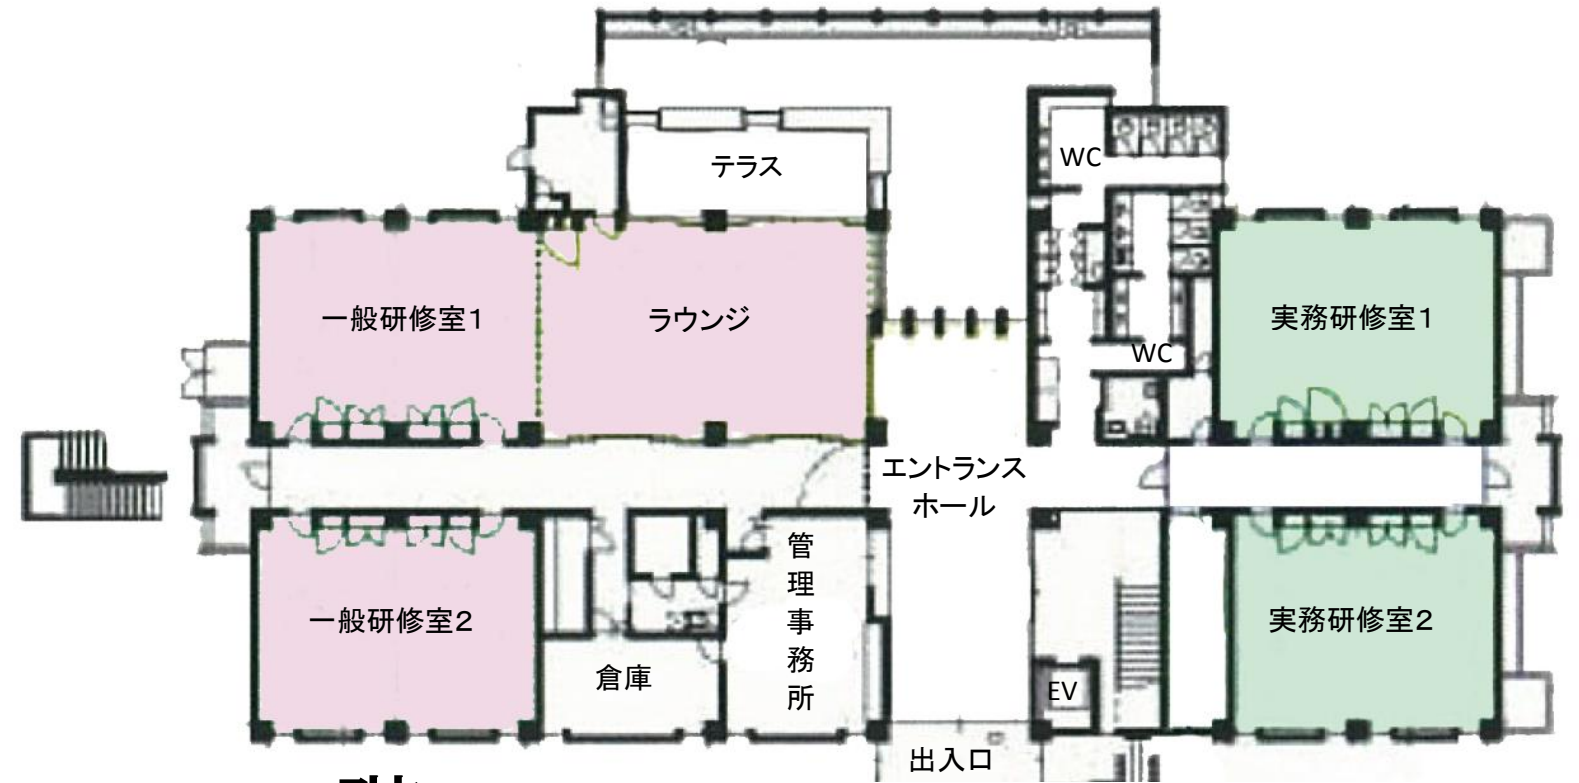 テラス
WC
一般研修室1
ラウンジ
実務研修室1
WC
エントランス
ホール
管理事務所
一般研修室2
実務研修室2
倉庫
EV
出入口